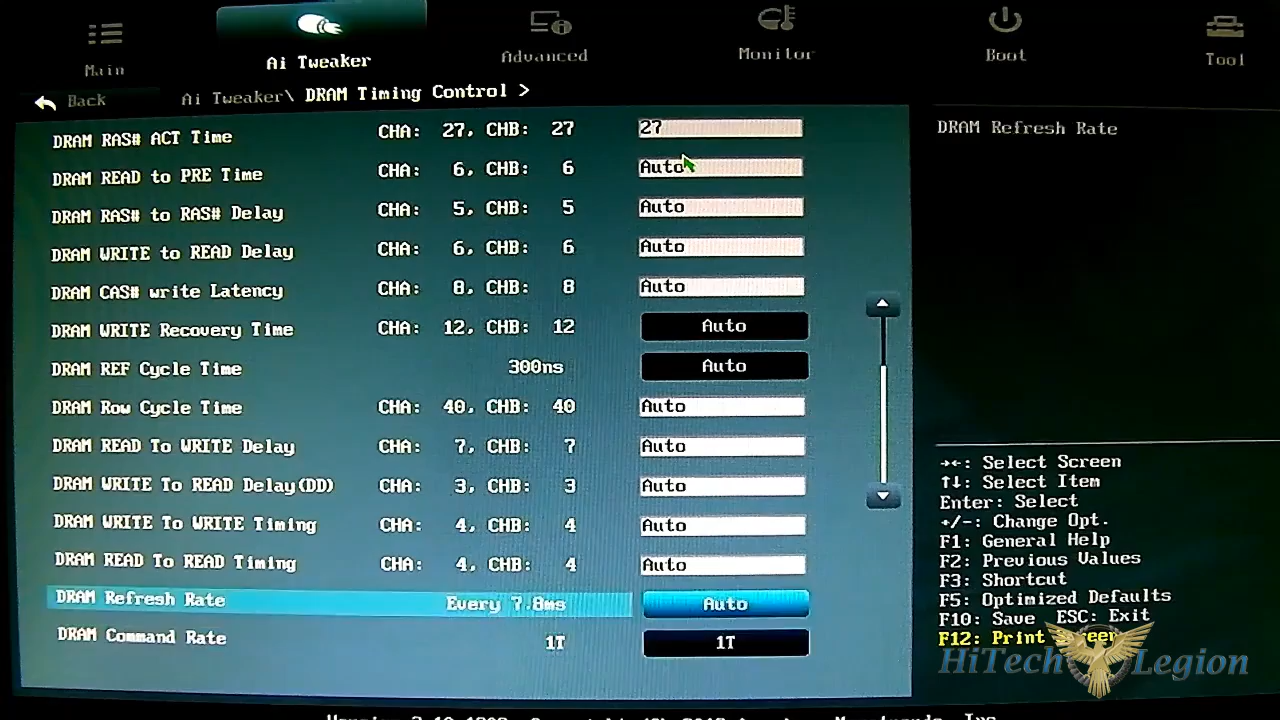 Main
Ai Tweaker
Advanced
Monitor
Boot
Tool
Back
Ai Tweaker\ DRAM Timing Control >
DRAM RAS# ACT Time CHA: 27, CHB: 27 27
DRAM READ to PRE Time CHA: 6, CHB: 6 Auto
DRAM RAS# to RAS# Delay CHA: 5, CHB: 5 Auto
DRAM WRITE to READ Delay CHA: 6, CHB: 6 Auto
DRAM CAS# write Latency CHA: 8, CHB: 8 Auto
DRAM WRITE Recovery Time CHA: 12, CHB: 12 Auto
DRAM REF Cycle Time 300ns Auto
DRAM Row Cycle Time CHA: 40, CHB: 40 Auto
DRAM READ To WRITE Delay CHA: 7, CHB: 7 Auto
DRAM WRITE To READ Delay(DD) CHA: 3, CHB: 3 Auto
DRAM WRITE To WRITE Timing CHA: 4, CHB: 4 Auto
DRAM READ To READ Timing CHA: 4, CHB: 4 Auto
DRAM Refresh Rate Every 7.8ms Auto
DRAM Command Rate 1T 1T
DRAM Refresh Rate
→←: Select Screen
↑↓: Select Item
Enter: Select
+/-: Change Opt.
F1: General Help
F2: Previous Values
F3: Shortcut
F5: Optimized Defaults
F10: Save ESC: Exit
F12: Print Screen
HiTech Legion